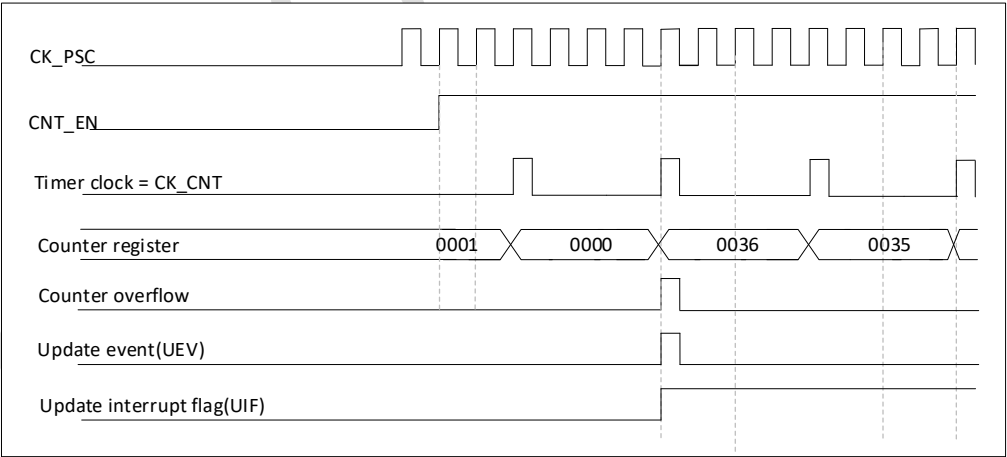 CK_PSC
CNT_EN
Timer clock = CK_CNT
Counter register 0001 0000 0036 0035
Counter overflow
Update event(UEV)
Update interrupt flag(UIF)